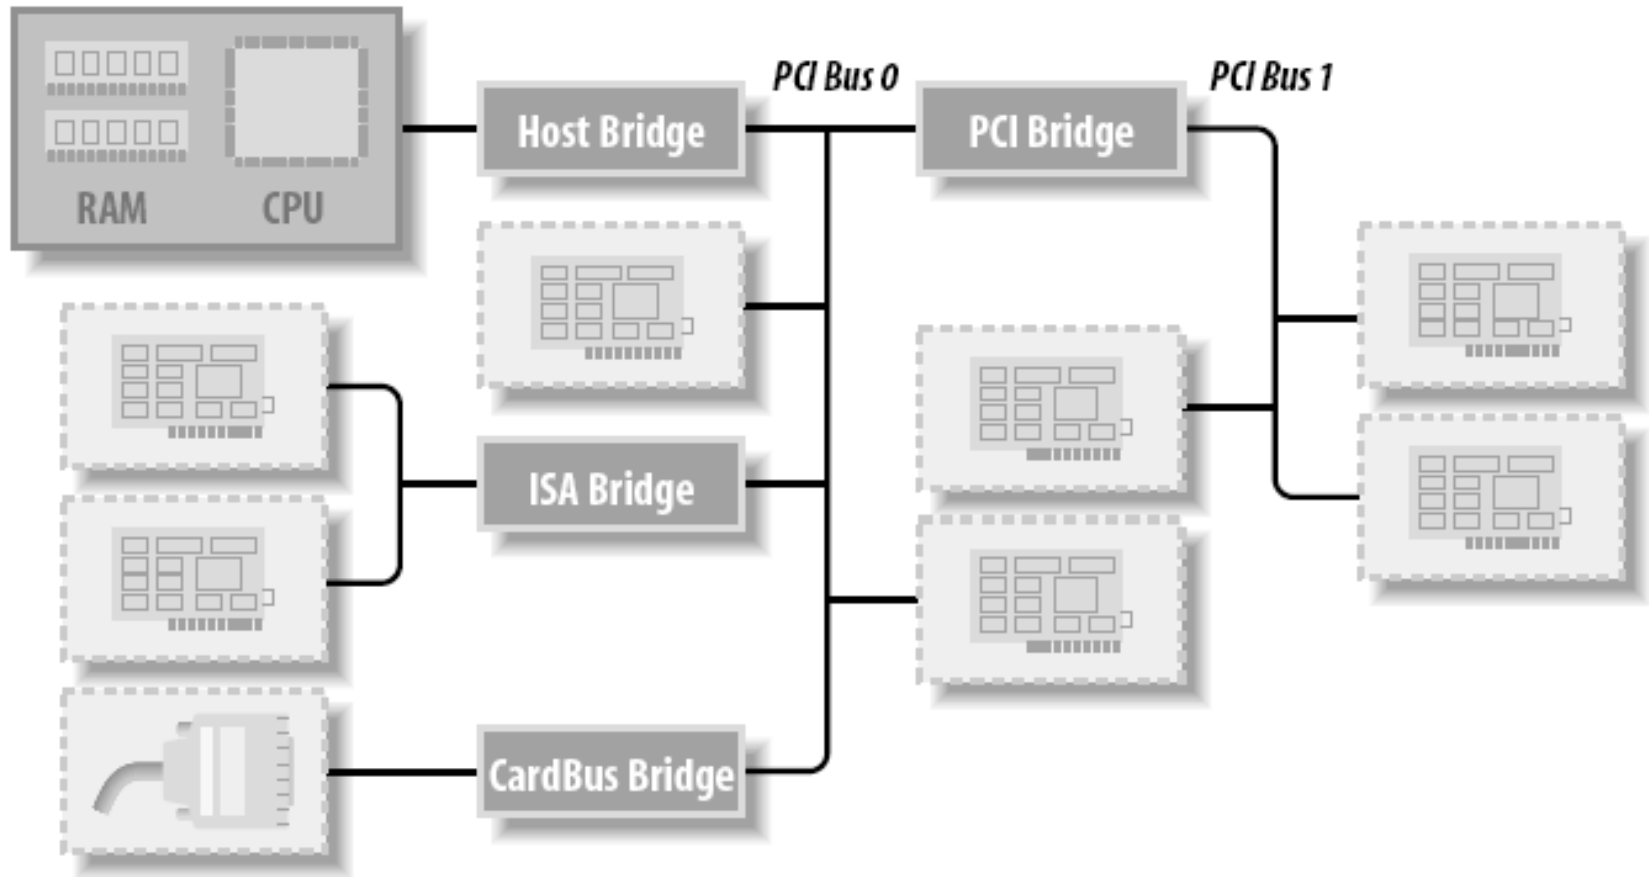 PCI Bus 0
PCI Bus 1
Host Bridge
PCI Bridge
RAM
CPU
ISA Bridge
CardBus Bridge